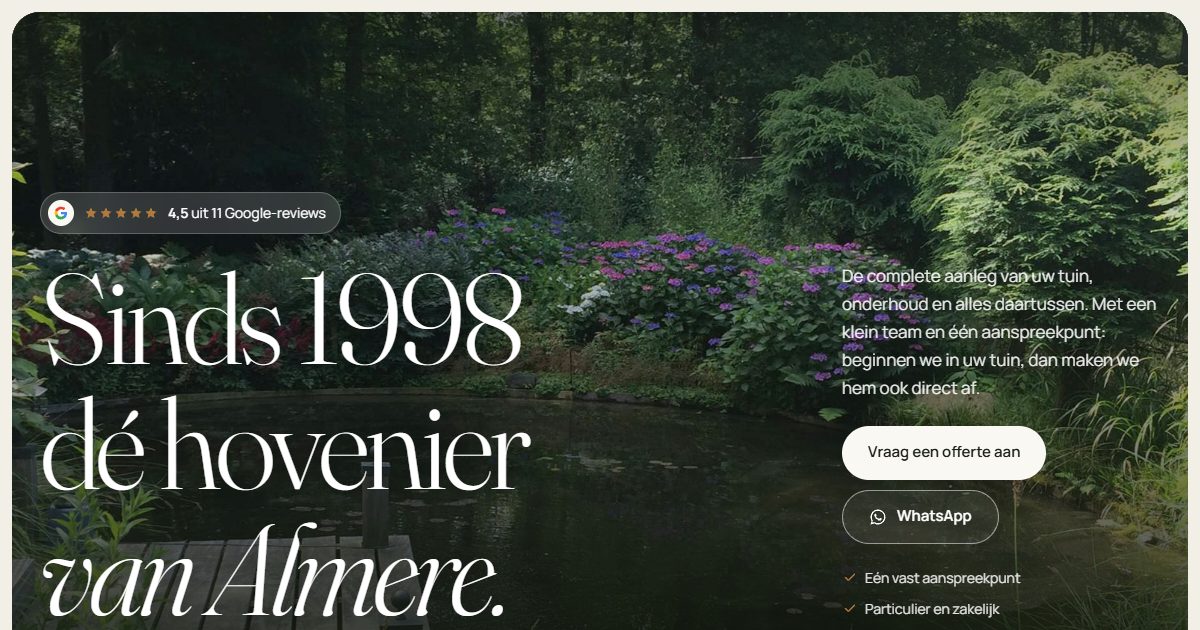 4,5 uit 11 Google-reviews
Sinds 1998
dé hovenier
van Almere.
De complete aanleg van uw tuin,
onderhoud en alles daartussen. Met een
klein team en één aanspreekpunt:
beginnen we in uw tuin, dan maken we
hem ook direct af.
Vraag een offerte aan
WhatsApp
Eén vast aanspreekpunt
Particulier en zakelijk